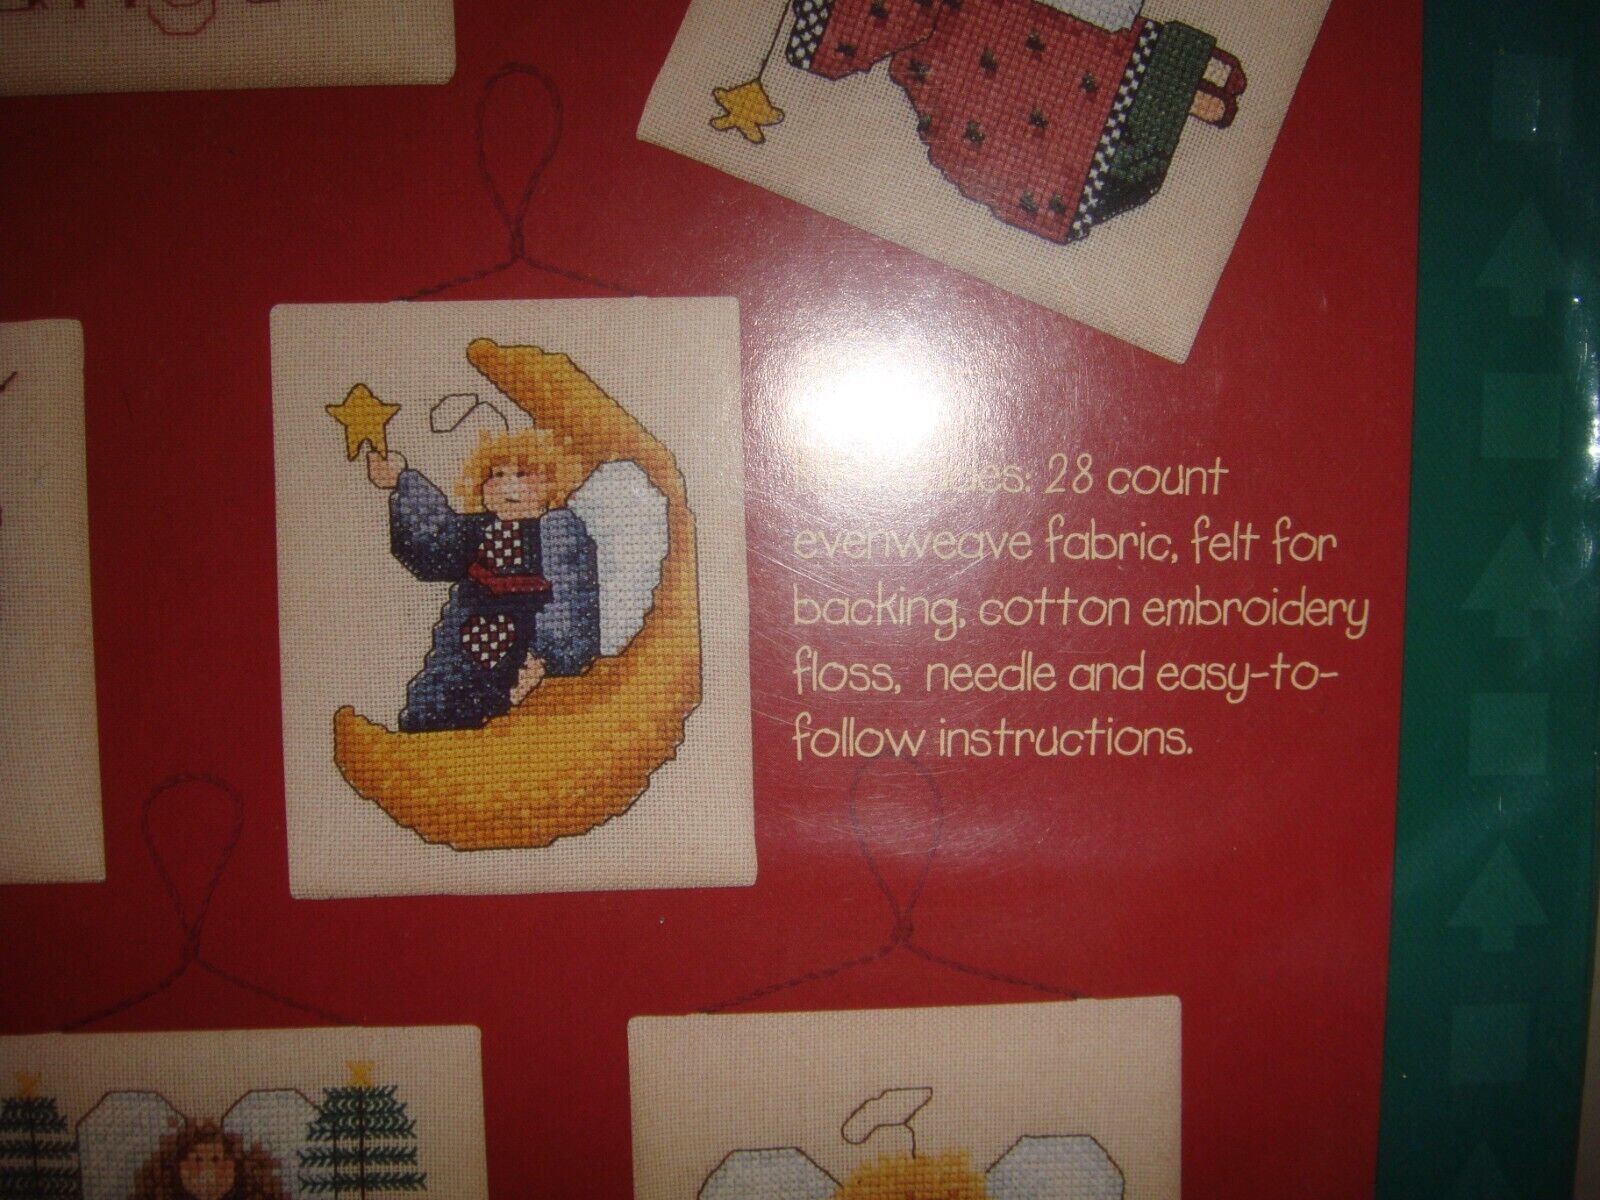 28 count
evenweave fabric, felt for
backing, cotton embroidery
floss, needle and easy-to-
follow instructions.